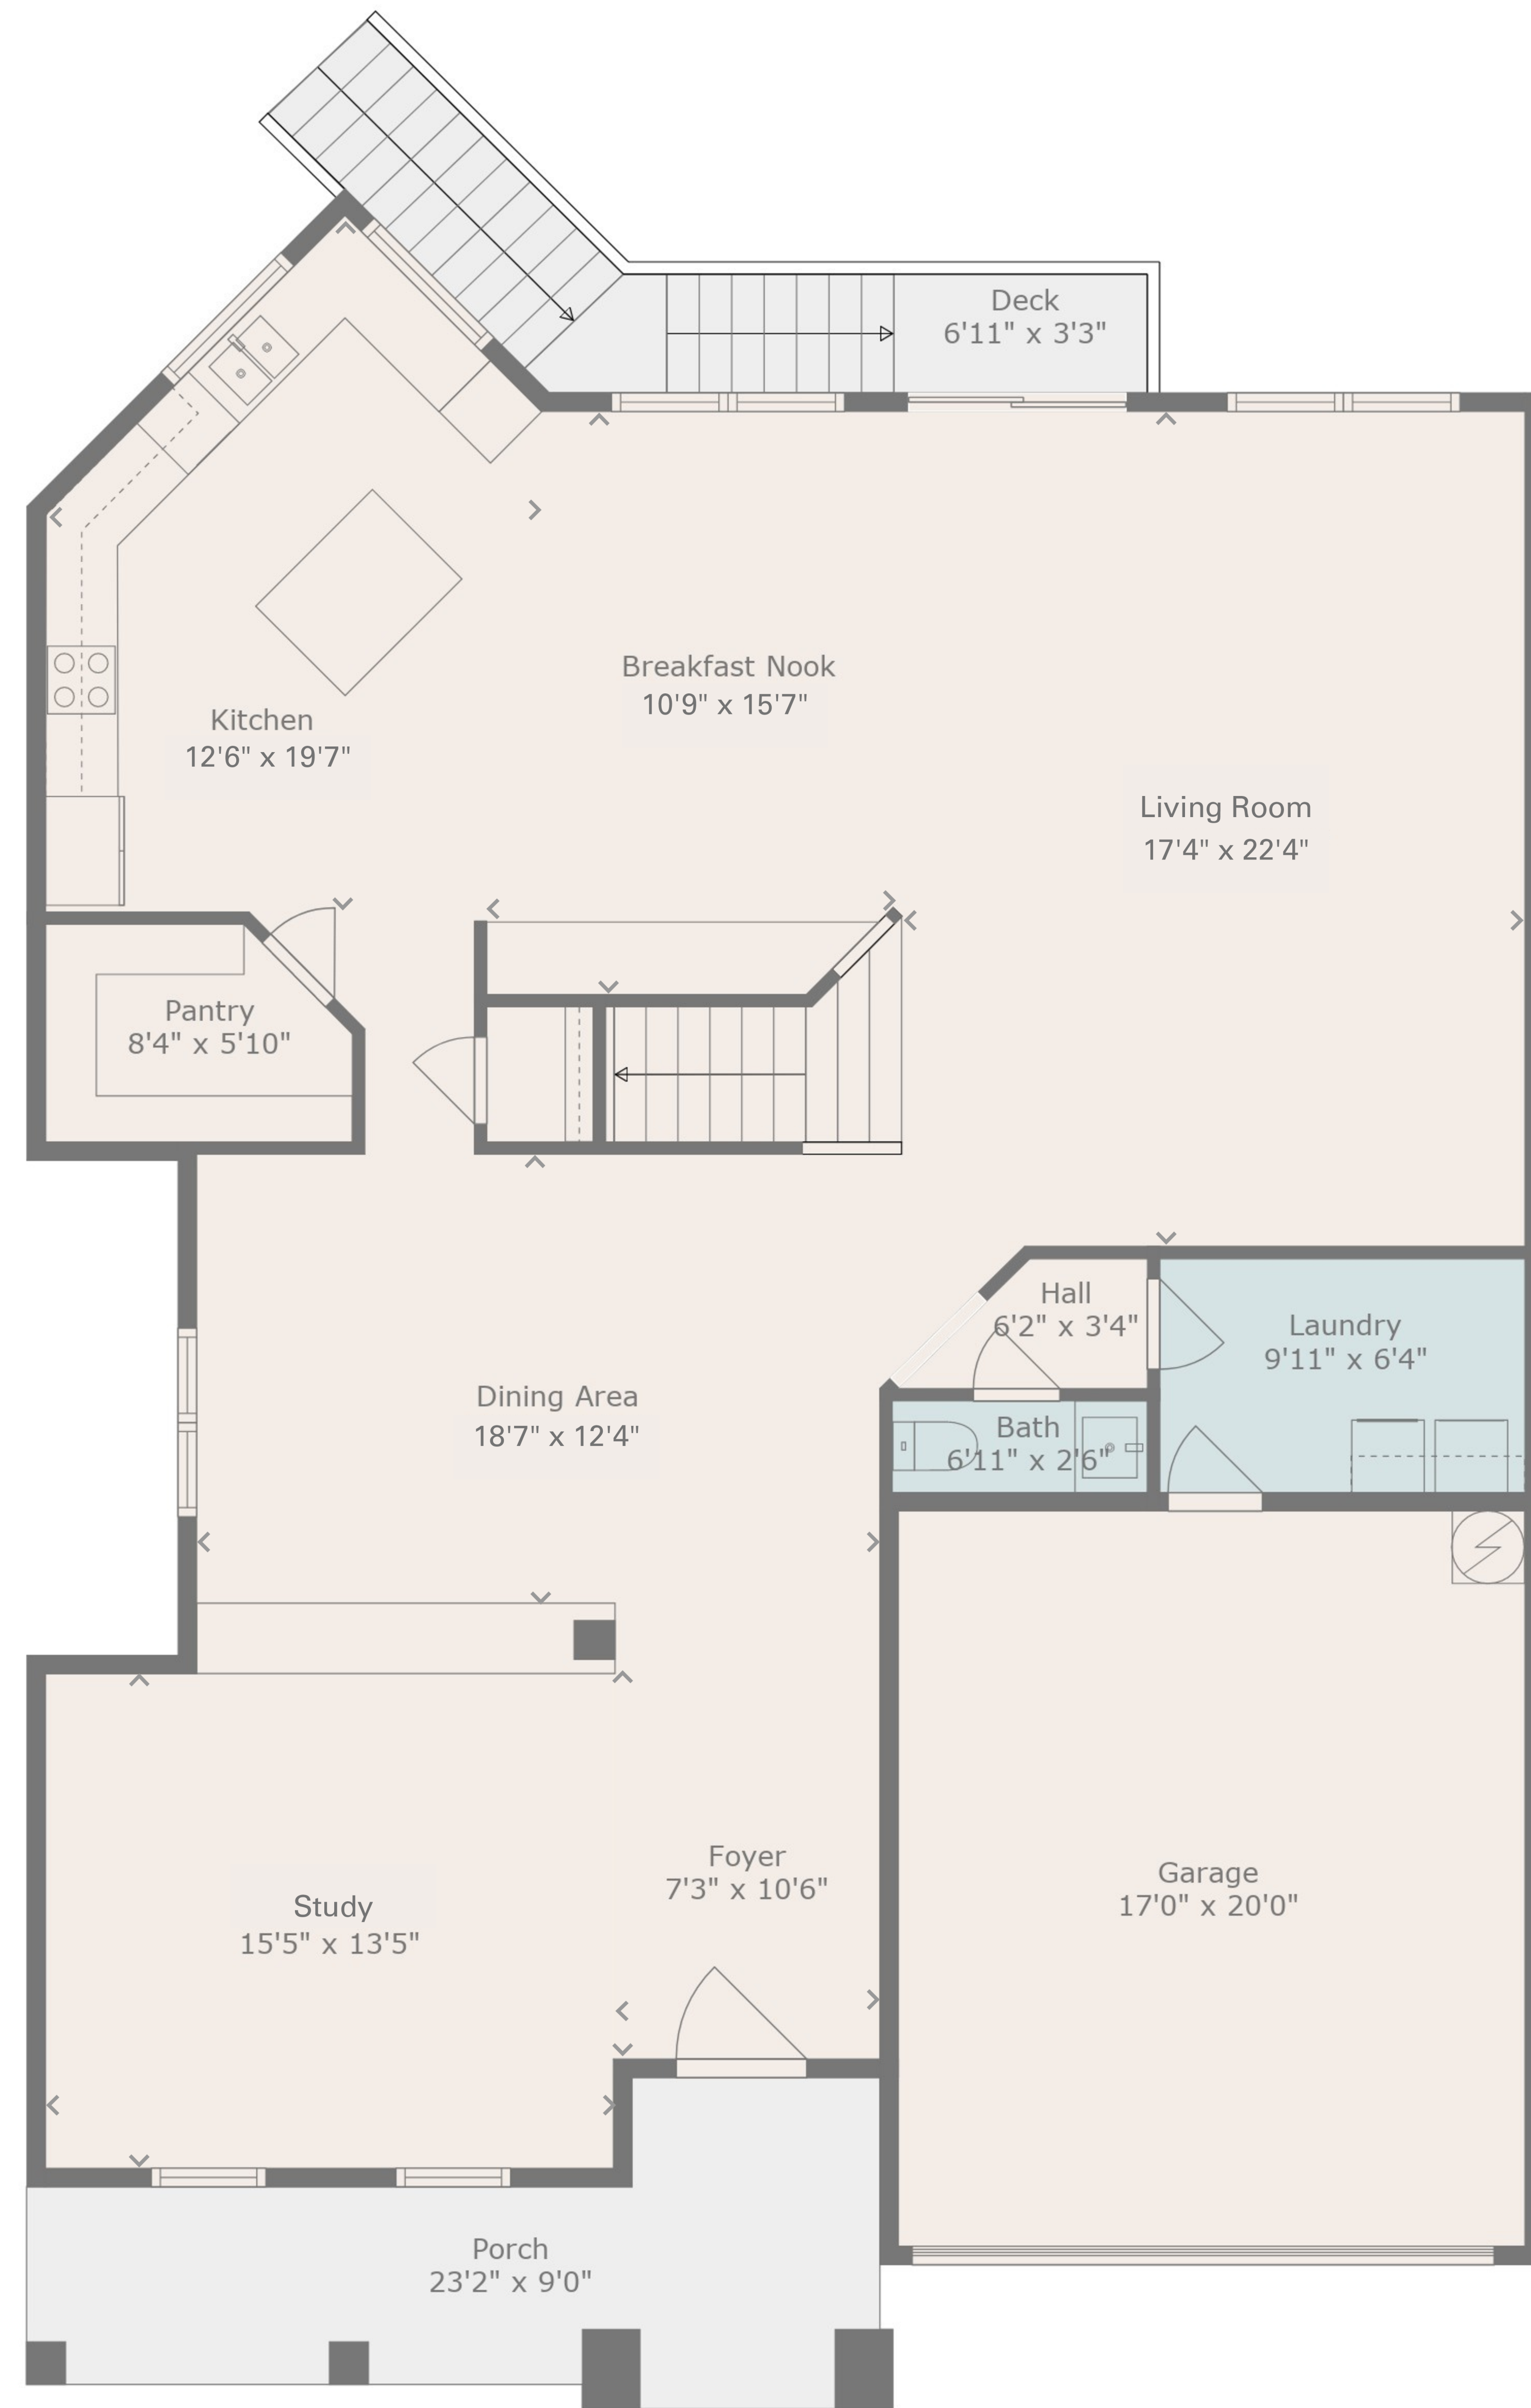 Deck
6'11" x 3'3"
Breakfast Nook
10'9" x 15'7"
Kitchen
12'6" x 19'7"
Living Room
17'4" x 22'4"
Pantry
8'4" x 5'10"
Hall
6'2" x 3'4"
Laundry
9'11" x 6'4"
Dining Area
18'7" x 12'4"
Bath
6'11" x 2'6"
Foyer
7'3" x 10'6"
Garage
17'0" x 20'0"
Study
15'5" x 13'5"
Porch
23'2" x 9'0"